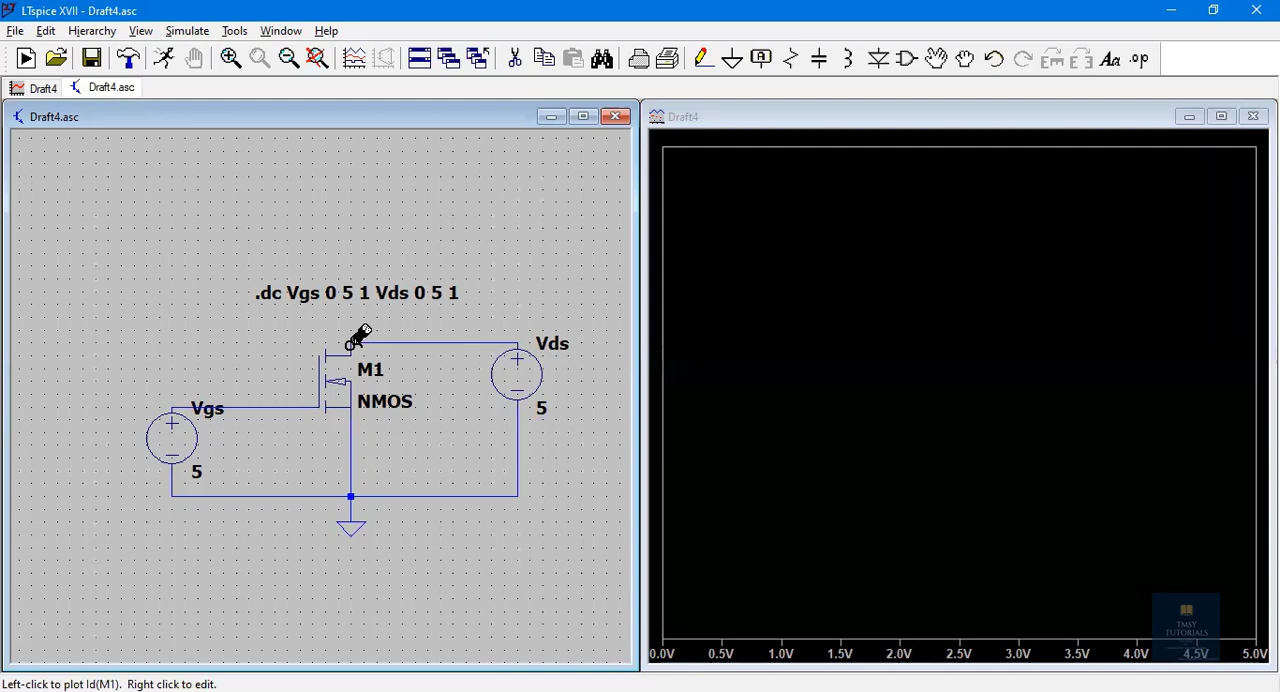 LTspice XVII - Draft4.asc
File Edit Hierarchy View Simulate Tools Window Help
.op
Draft4 Draft4.asc
Draft4.asc
Draft4
.dc Vgs 0 5 1 Vds 0 5 1
Vds
M1
NMOS
Vgs
5
5
TMSY
TUTORIALS
0.0V 0.5V 1.0V 1.5V 2.0V 2.5V 3.0V 3.5V 4.0V 4.5V 5.0V
Left-click to plot Id(M1). Right click to edit.